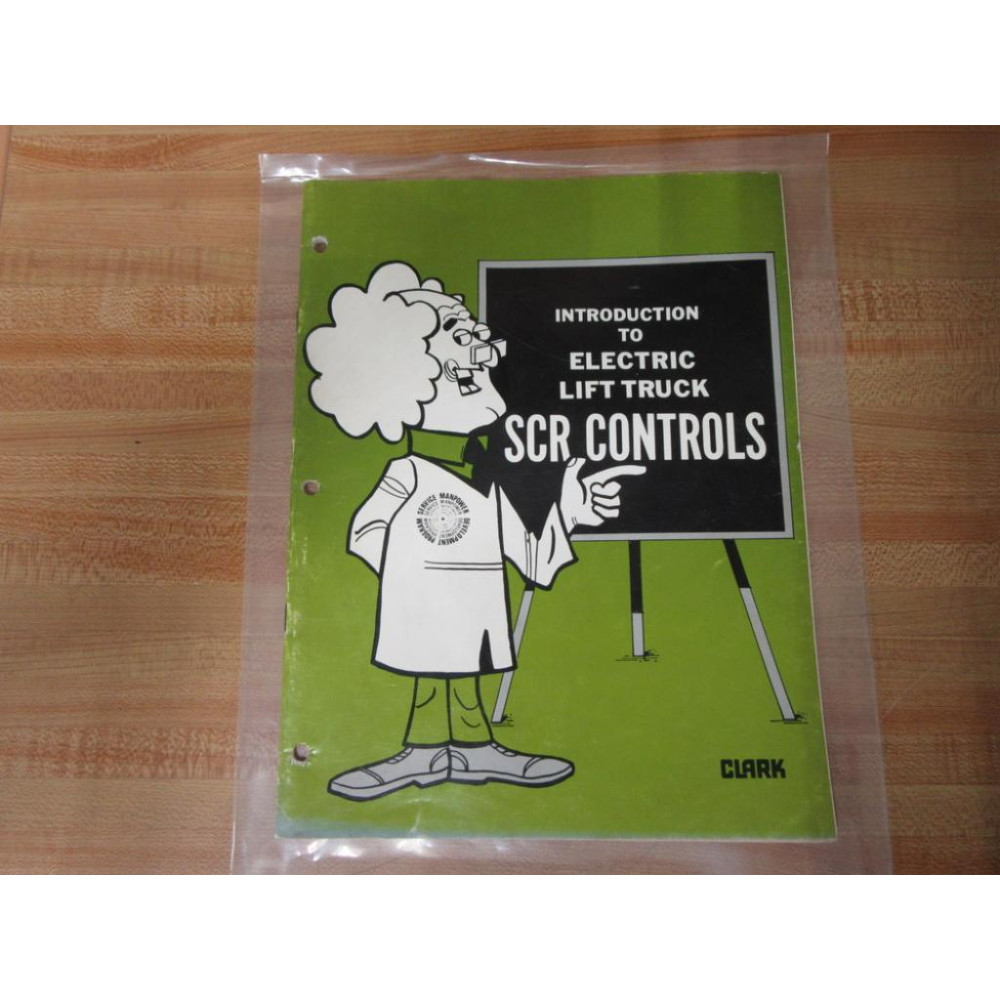 INTRODUCTION
TO
ELECTRIC
LIFT TRUCK
SCR CONTROLS
SERVICE MANPOWER DEVELOPMENT PROGRAM
CLARK